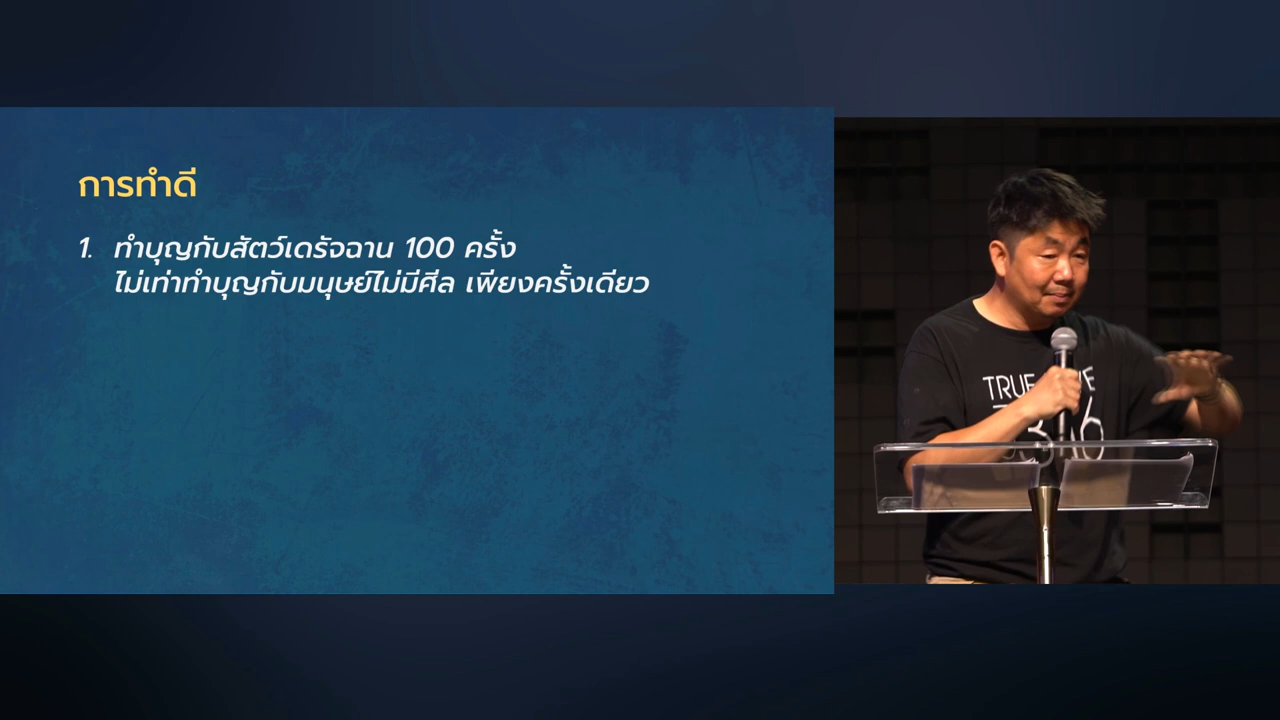 การทำดี
1. ทำบุญกับสัตว์เดรัจฉาน 100 ครั้ง
ไม่เท่าทำบุญกับมนุษย์ไม่มีศีล เพียงครั้งเดียว
TRUE